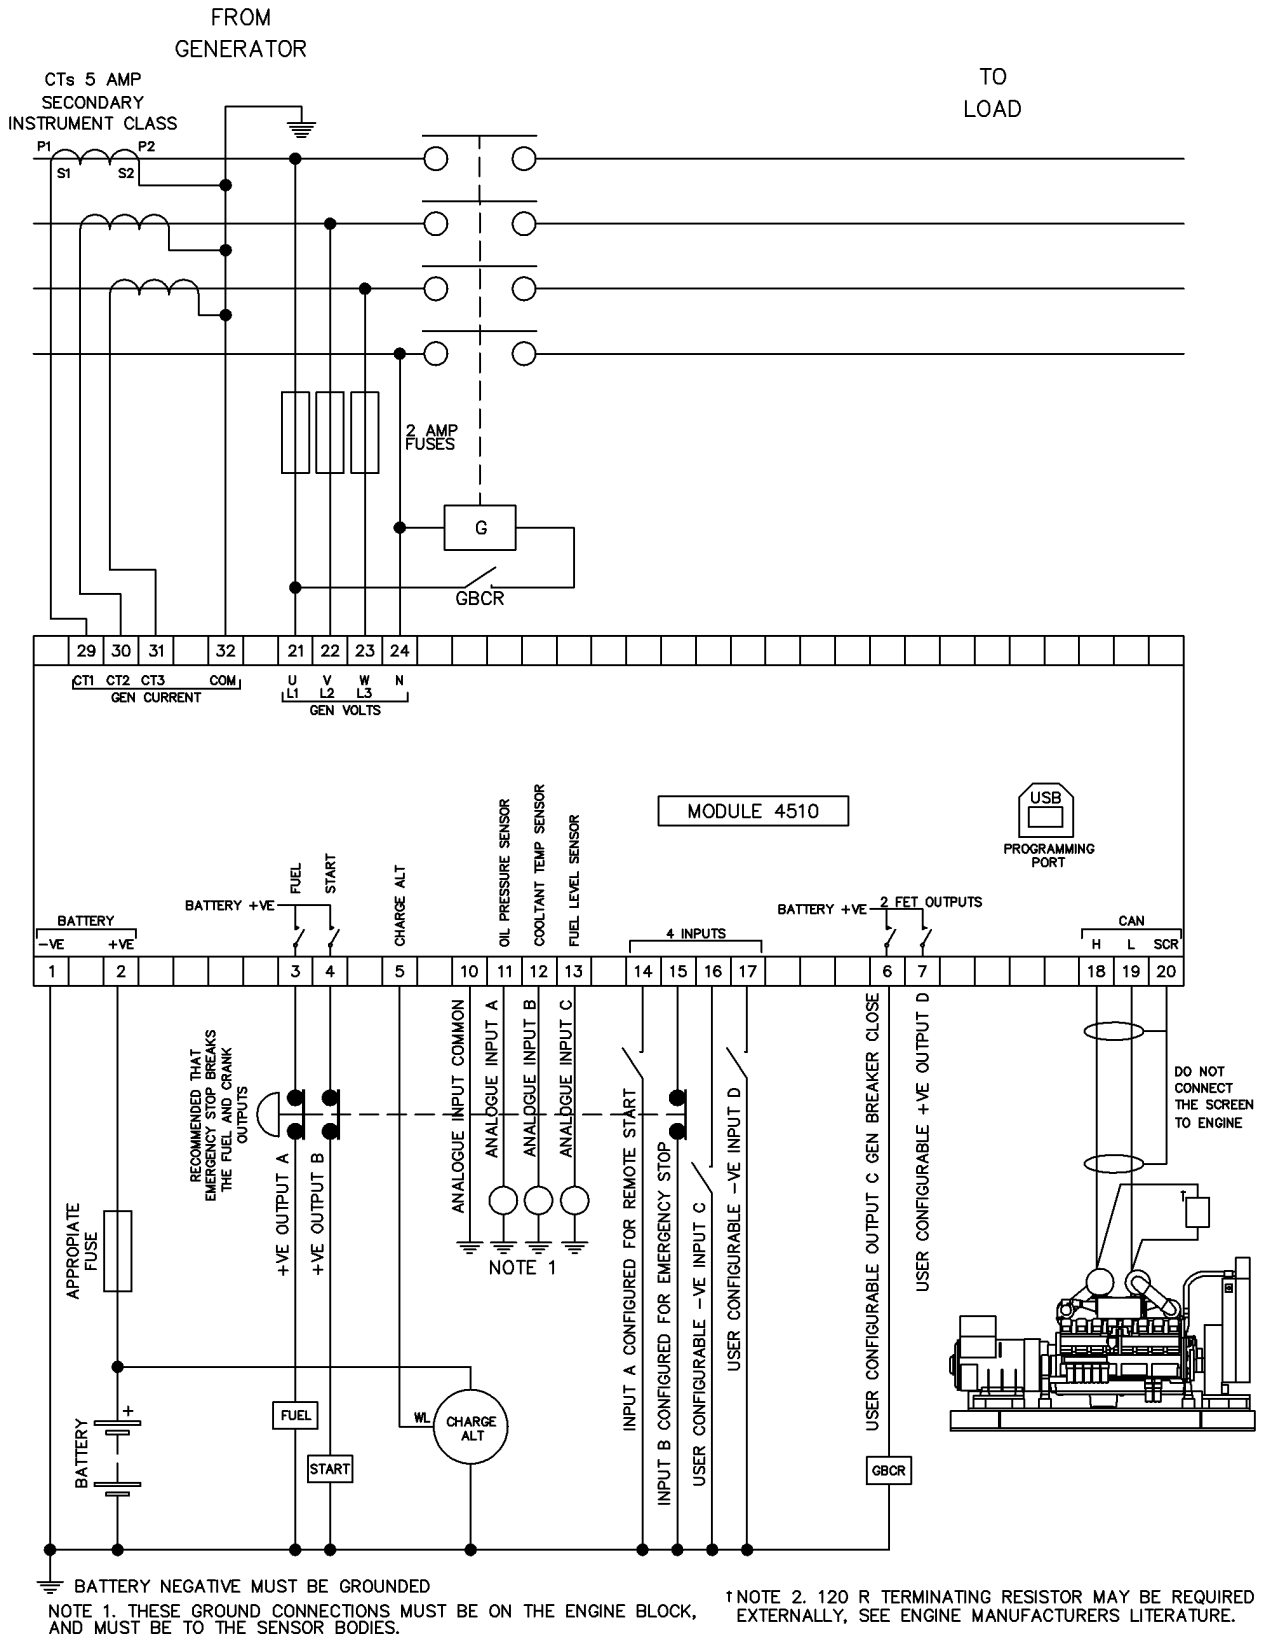 FROM
GENERATOR
TO
LOAD
CTs 5 AMP
SECONDARY
INSTRUMENT CLASS
P1
P2
S1
S2
2 AMP
FUSES
G
GBCR
29 30 31 32 21 22 23 24
CT1 CT2 CT3 COM
GEN CURRENT
U V W N
L1 L2 L3
GEN VOLTS
MODULE 4510
USB
PROGRAMMING
PORT
OIL PRESSURE SENSOR
COOLTANT TEMP SENSOR
FUEL LEVEL SENSOR
FUEL
START
CHARGE ALT
BATTERY +VE
BATTERY +VE
2 FET OUTPUTS
BATTERY
-VE +VE
4 INPUTS
CAN
H L SCR
1 2 3 4 5 10 11 12 13 14 15 16 17 6 7 18 19 20
RECOMMENDED THAT
EMERGENCY STOP BREAKS
THE FUEL AND CRANK
OUTPUTS
+VE OUTPUT A
+VE OUTPUT B
ANALOGUE INPUT COMMON
ANALOGUE INPUT A
ANALOGUE INPUT B
ANALOGUE INPUT C
NOTE 1
INPUT A CONFIGURED FOR REMOTE START
INPUT B CONFIGURED FOR EMERGENCY STOP
USER CONFIGURABLE -VE INPUT C
USER CONFIGURABLE -VE INPUT D
USER CONFIGURABLE OUTPUT C GEN BREAKER CLOSE
USER CONFIGURABLE +VE OUTPUT D
DO NOT
CONNECT
THE SCREEN
TO ENGINE
†
APPROPIATE
FUSE
+
BATTERY
FUEL
START
WL
CHARGE
ALT
GBCR
BATTERY NEGATIVE MUST BE GROUNDED
NOTE 1. THESE GROUND CONNECTIONS MUST BE ON THE ENGINE BLOCK,
AND MUST BE TO THE SENSOR BODIES.
† NOTE 2. 120 R TERMINATING RESISTOR MAY BE REQUIRED
EXTERNALLY, SEE ENGINE MANUFACTURERS LITERATURE.